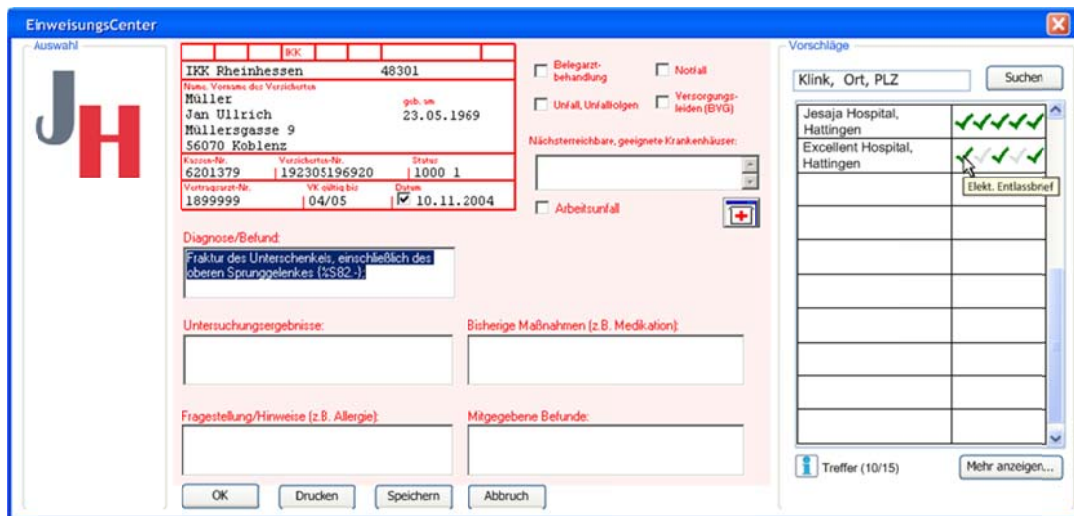 EinweisungsCenter
Auswahl
JH
IKK
IKK Rheinhessen 48301
Name, Vorname des Versicherten
Müller geb. am
Jan Ullrich 23.05.1969
Müllersgasse 9
56070 Koblenz
Kassen-Nr. Versicherten-Nr. Status
6201379 192305196920 1000 1
Vertragsarzt-Nr. VK gültig bis Datum
1899999 04/05 10.11.2004
Belegarzt-
behandlung
Notfall
Unfall, Unfallfolgen
Versorgungs-
leiden (BVG)
Nächsterreichbare, geeignete Krankenhäuser:
Arbeitsunfall
Diagnose/Befund:
Fraktur des Unterschenkels, einschließlich des
oberen Sprunggelenkes {%S82.-};
Untersuchungsergebnisse:
Bisherige Maßnahmen (z.B. Medikation):
Fragestellung/Hinweise (z.B. Allergie):
Mitgegebene Befunde:
OK Drucken Speichern Abbruch
Vorschläge
Klink, Ort, PLZ Suchen
Jesaja Hospital,
Hattingen
Excellent Hospital,
Hattingen
Elekt. Entlassbrief
Treffer (10/15) Mehr anzeigen...